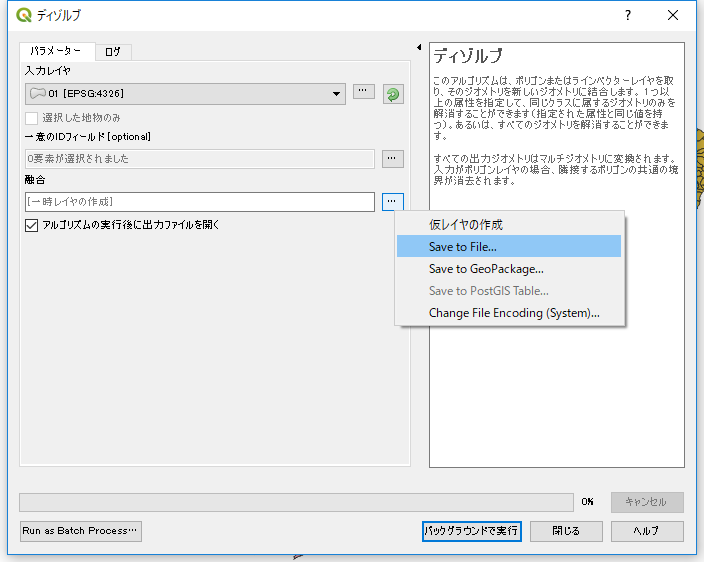 ディゾルブ
パラメーター ログ
入力レイヤ
01 [EPSG:4326]
選択した地物のみ
一意のIDフィールド [optional]
0要素が選択されました
融合
[一時レイヤの作成]
アルゴリズムの実行後に出力ファイルを開く
仮レイヤの作成
Save to File...
Save to GeoPackage...
Save to PostGIS Table...
Change File Encoding (System)...
ディゾルブ
このアルゴリズムは、ポリゴンまたはラインベクターレイヤを取
り、そのジオメトリを新しいジオメトリに結合します。1つ以
上の属性を指定して、同じクラスに属するジオメトリのみを
解消することができます（指定された属性と同じ値を持
つ）。あるいは、すべてのジオメトリを解消することができま
す。
すべての出力ジオメトリはマルチジオメトリに変換されます。
入力がポリゴンレイヤの場合、隣接するポリゴンの共通の境
界が消去されます。
0%
キャンセル
Run as Batch Process…
バックグラウンドで実行
閉じる
ヘルプ